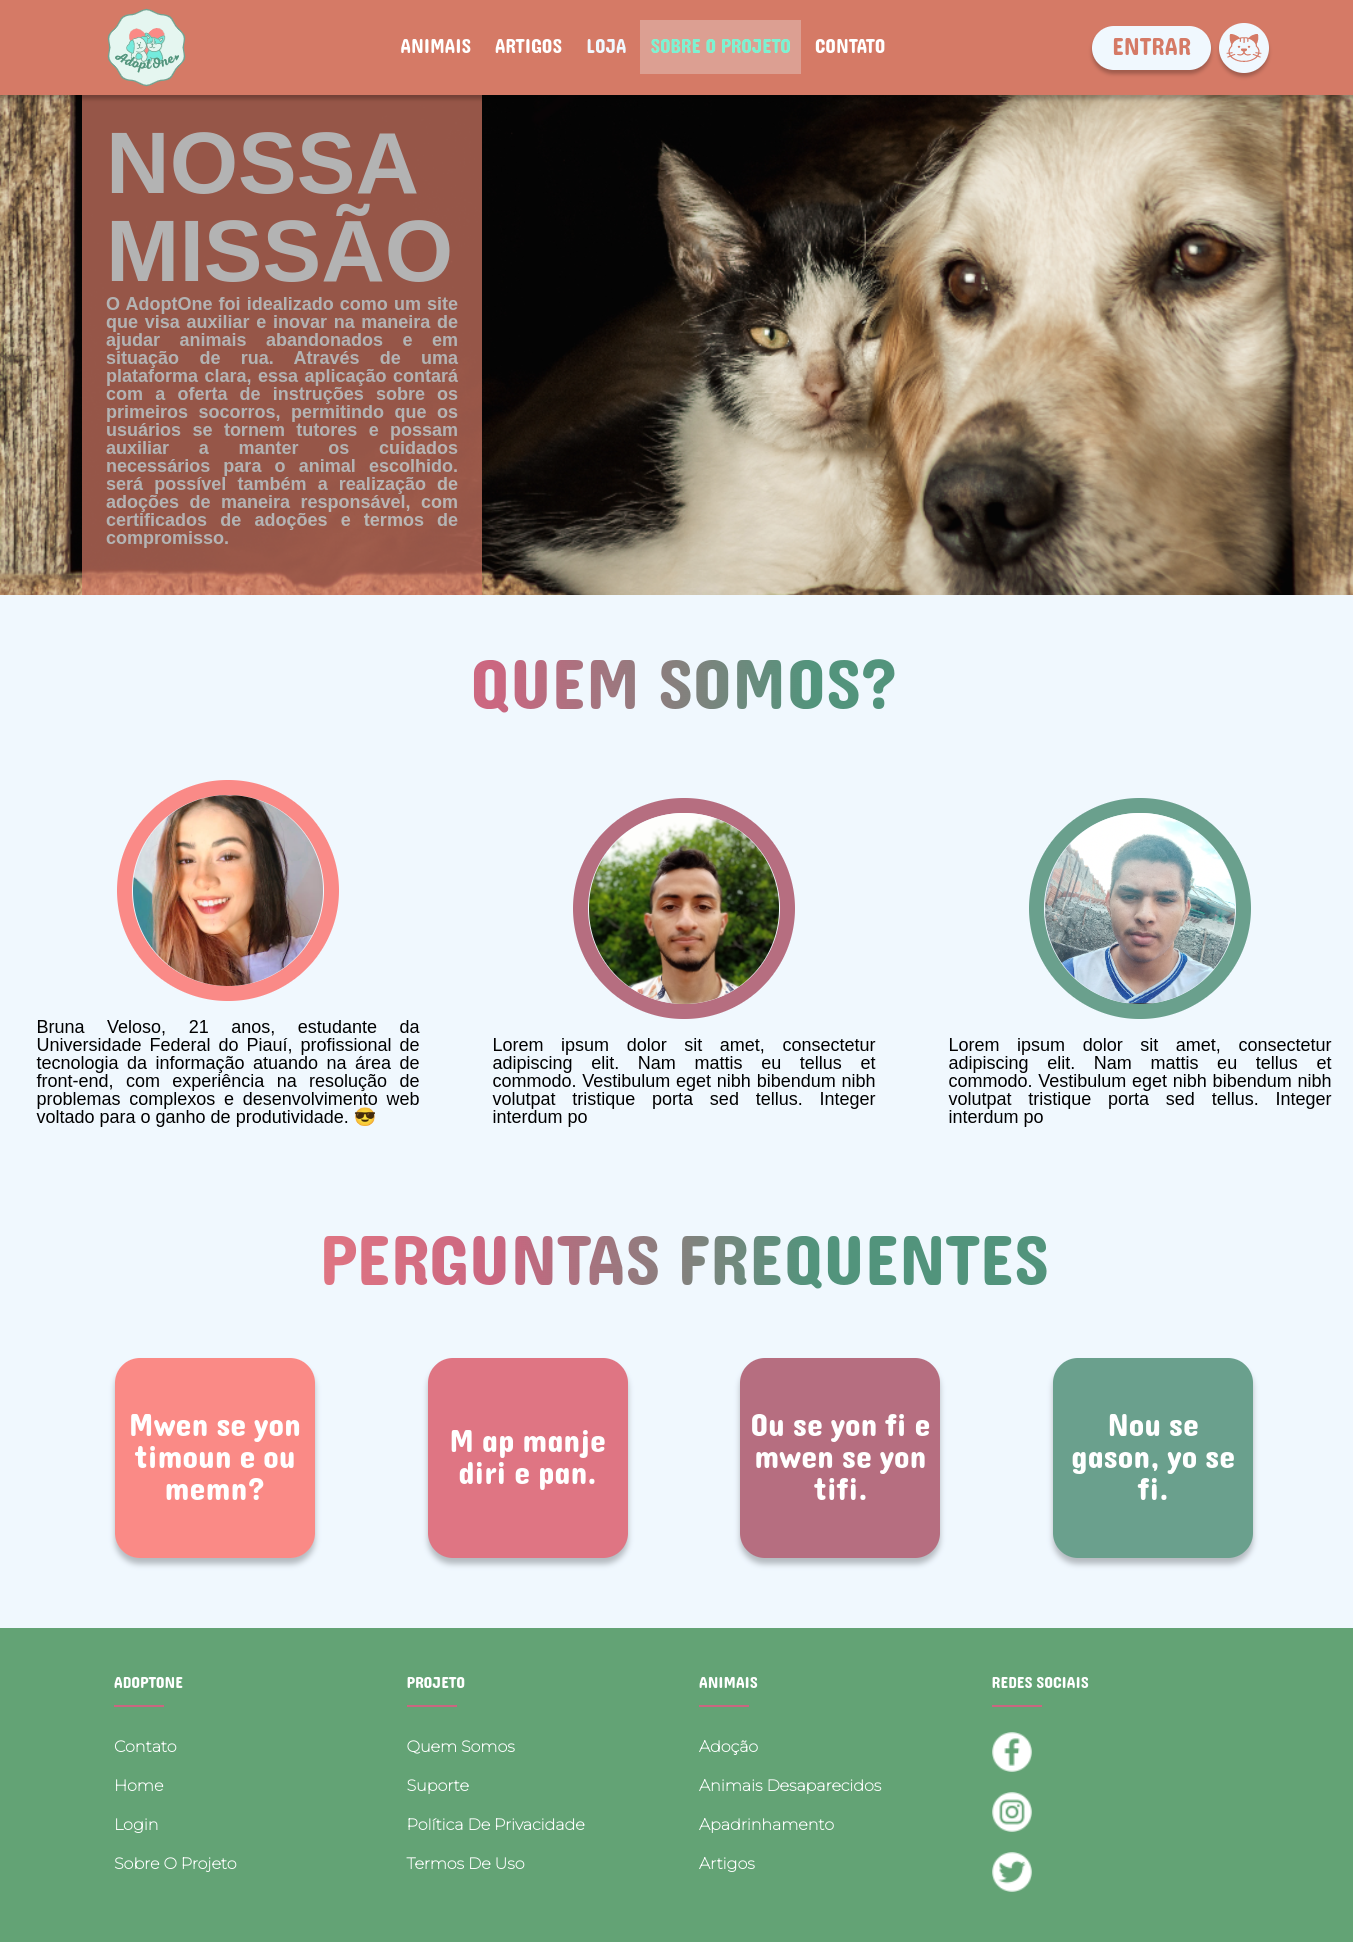 AdoptOne
ANIMAIS ARTIGOS LOJA SOBRE O PROJETO CONTATO
ENTRAR
NOSSA
MISSÃO
O AdoptOne foi idealizado como um site
que visa auxiliar e inovar na maneira de
ajudar animais abandonados e em
situação de rua. Através de uma
plataforma clara, essa aplicação contará
com a oferta de instruções sobre os
primeiros socorros, permitindo que os
usuários se tornem tutores e possam
auxiliar a manter os cuidados
necessários para o animal escolhido.
será possível também a realização de
adoções de maneira responsável, com
certificados de adoções e termos de
compromisso.
QUEM SOMOS?
Bruna Veloso, 21 anos, estudante da
Universidade Federal do Piauí, profissional de
tecnologia da informação atuando na área de
front-end, com experiência na resolução de
problemas complexos e desenvolvimento web
voltado para o ganho de produtividade. 😎
Lorem ipsum dolor sit amet, consectetur
adipiscing elit. Nam mattis eu tellus et
commodo. Vestibulum eget nibh bibendum nibh
volutpat tristique porta sed tellus. Integer
interdum po
Lorem ipsum dolor sit amet, consectetur
adipiscing elit. Nam mattis eu tellus et
commodo. Vestibulum eget nibh bibendum nibh
volutpat tristique porta sed tellus. Integer
interdum po
PERGUNTAS FREQUENTES
Mwen se yon
timoun e ou
memn?
M ap manje
diri e pan.
Ou se yon fi e
mwen se yon
tifi.
Nou se
gason, yo se
fi.
ADOPTONE
Contato
Home
Login
Sobre O Projeto
PROJETO
Quem Somos
Suporte
Política De Privacidade
Termos De Uso
ANIMAIS
Adoção
Animais Desaparecidos
Apadrinhamento
Artigos
REDES SOCIAIS